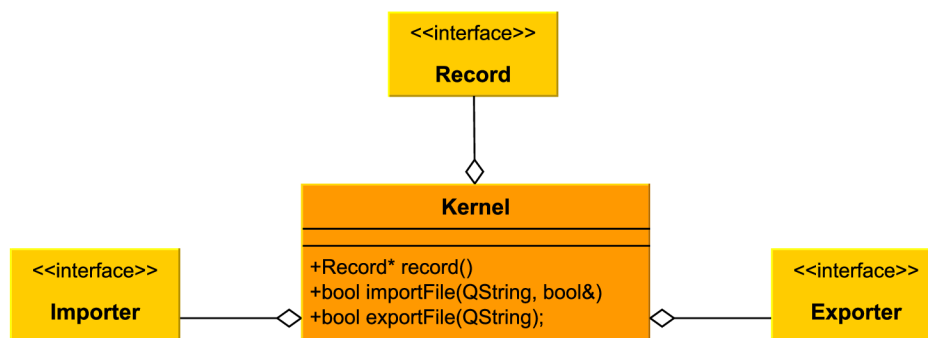 <<interface>>
Record
Kernel
+Record* record()
+bool importFile(QString, bool&)
+bool exportFile(QString);
<<interface>>
Importer
<<interface>>
Exporter